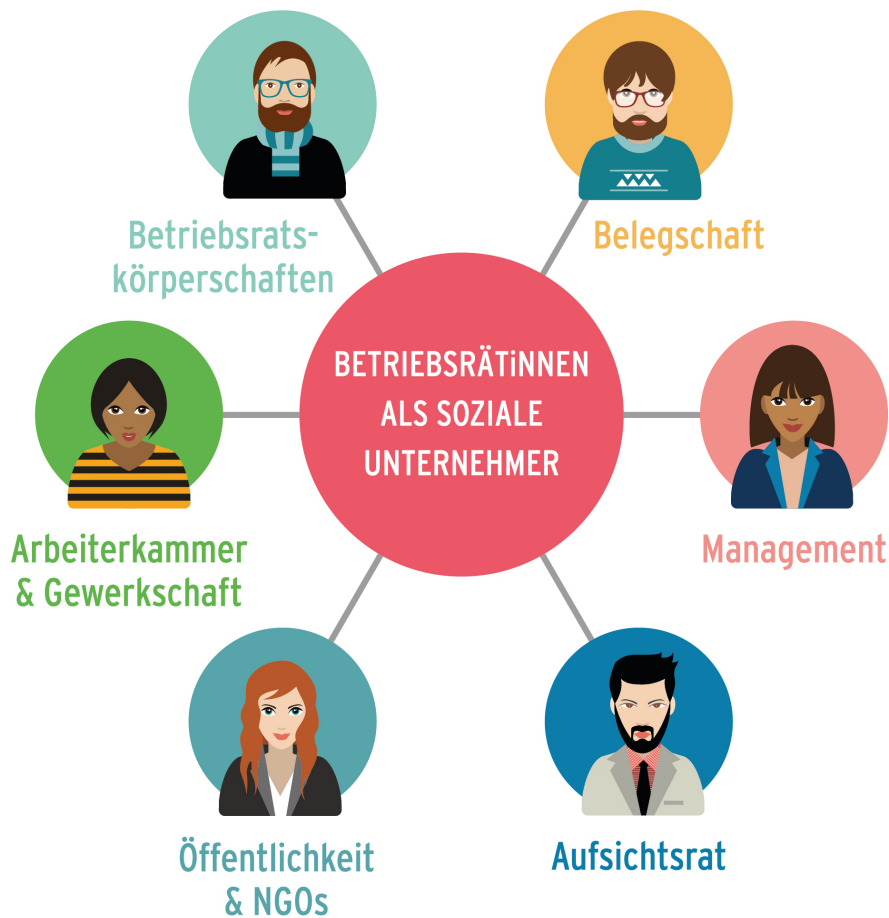 Betriebsrats-
körperschaften
Belegschaft
BETRIEBSRÄTiNNEN
ALS SOZIALE
UNTERNEHMER
Arbeiterkammer
& Gewerkschaft
Management
Öffentlichkeit
& NGOs
Aufsichtsrat